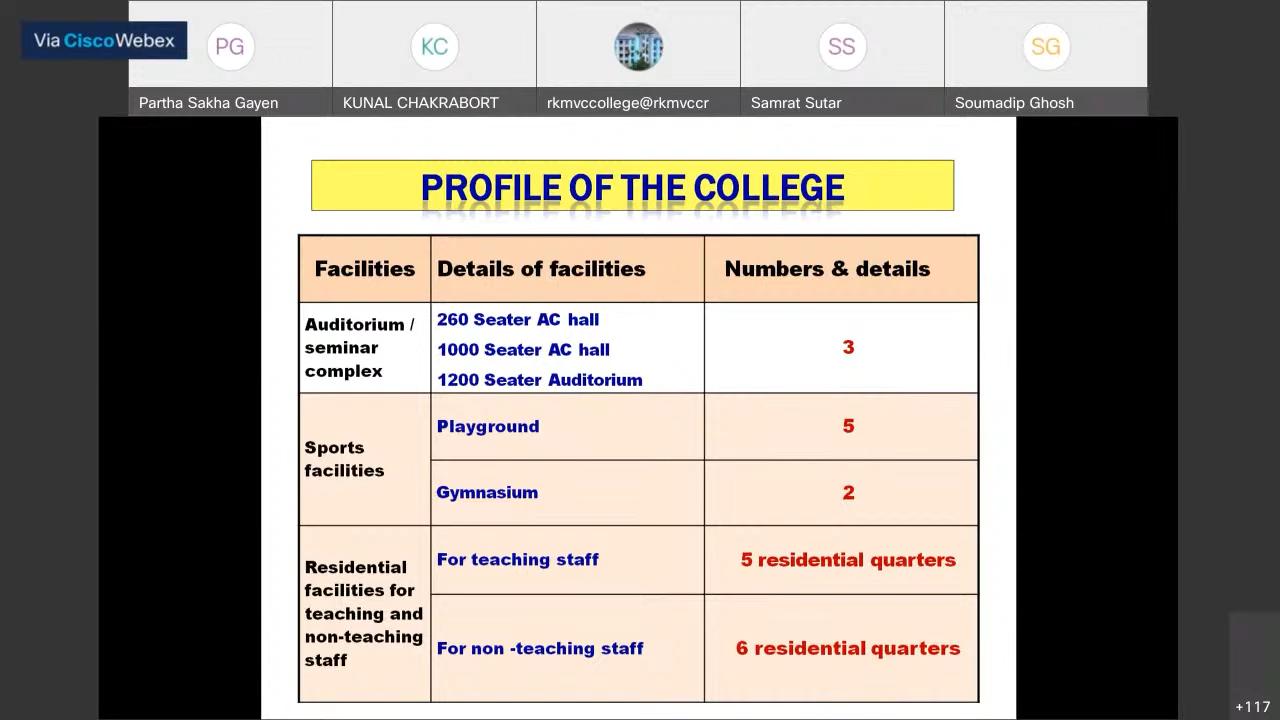 Via CiscoWebex
PG
KC
SS
SG
Partha Sakha Gayen
KUNAL CHAKRABORT
rkmvccollege@rkmvccr
Samrat Sutar
Soumadip Ghosh
PROFILE OF THE COLLEGE
Facilities
Details of facilities
Numbers & details
Auditorium /
seminar
complex
260 Seater AC hall
1000 Seater AC hall
1200 Seater Auditorium
3
Sports
facilities
Playground
5
Gymnasium
2
Residential
facilities for
teaching and
non-teaching
staff
For teaching staff
5 residential quarters
For non -teaching staff
6 residential quarters
+117